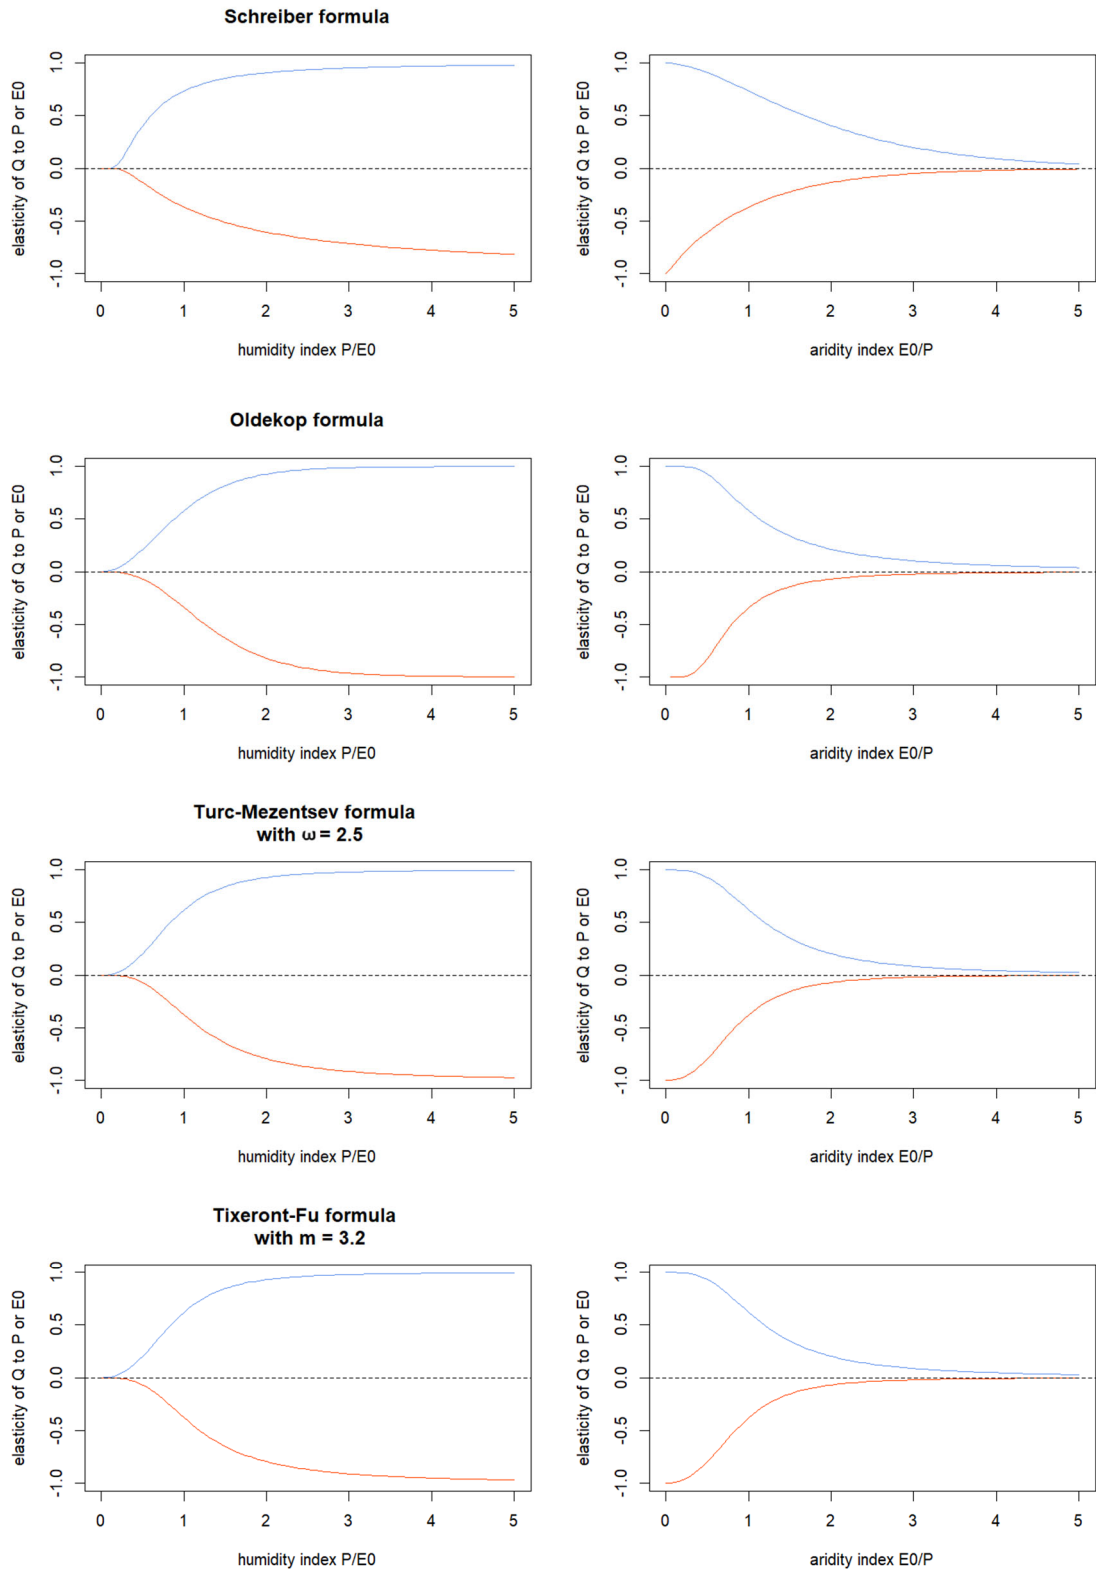 Schreiber formula
elasticity of Q to P or E0
1.0
0.5
0.0
-0.5
-1.0
0 1 2 3 4 5
humidity index P/E0
elasticity of Q to P or E0
1.0
0.5
0.0
-0.5
-1.0
0 1 2 3 4 5
aridity index E0/P
Oldekop formula
elasticity of Q to P or E0
1.0
0.5
0.0
-0.5
-1.0
0 1 2 3 4 5
humidity index P/E0
elasticity of Q to P or E0
1.0
0.5
0.0
-0.5
-1.0
0 1 2 3 4 5
aridity index E0/P
Turc-Mezentsev formula
with ω = 2.5
elasticity of Q to P or E0
1.0
0.5
0.0
-0.5
-1.0
0 1 2 3 4 5
humidity index P/E0
elasticity of Q to P or E0
1.0
0.5
0.0
-0.5
-1.0
0 1 2 3 4 5
aridity index E0/P
Tixeront-Fu formula
with m = 3.2
elasticity of Q to P or E0
1.0
0.5
0.0
-0.5
-1.0
0 1 2 3 4 5
humidity index P/E0
elasticity of Q to P or E0
1.0
0.5
0.0
-0.5
-1.0
0 1 2 3 4 5
aridity index E0/P